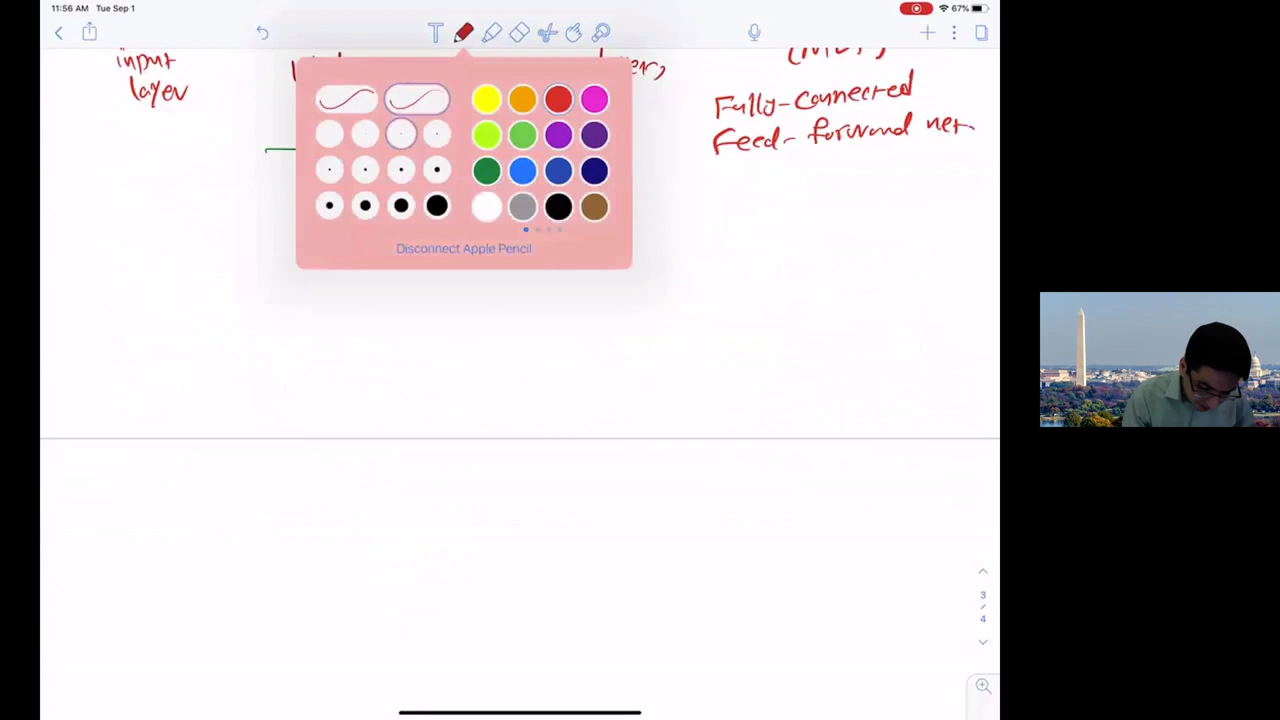 11:56 AM Tue Sep 1
67%
input
layer
(MLP)
Fully-connected
Feed-forward net
Disconnect Apple Pencil
3
/
4